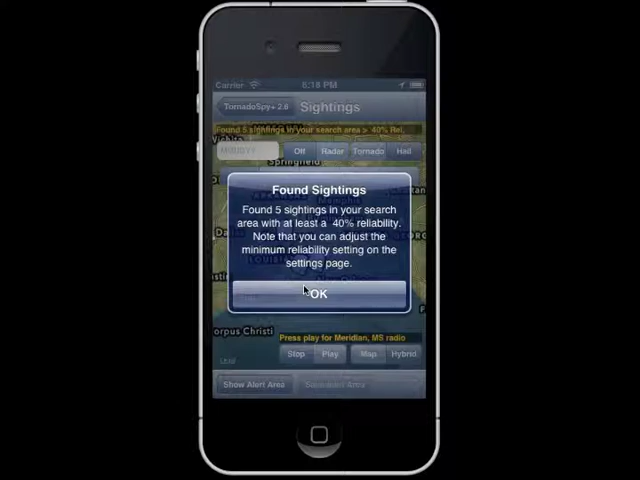 Carrier 6:18 PM
TornadoSpy+ 2.6 Sightings
Found 5 sightings in your search area > 40% Rel.
Off Radar Tornado Hail
Springfield
Memphis
Found Sightings
Found 5 sightings in your search
area with at least a 40% reliability.
Note that you can adjust the
minimum reliability setting on the
settings page.
OK
orpus Christi
Press play for Meridian, MS radio
Stop Play Map Hybrid
Show Alert Area